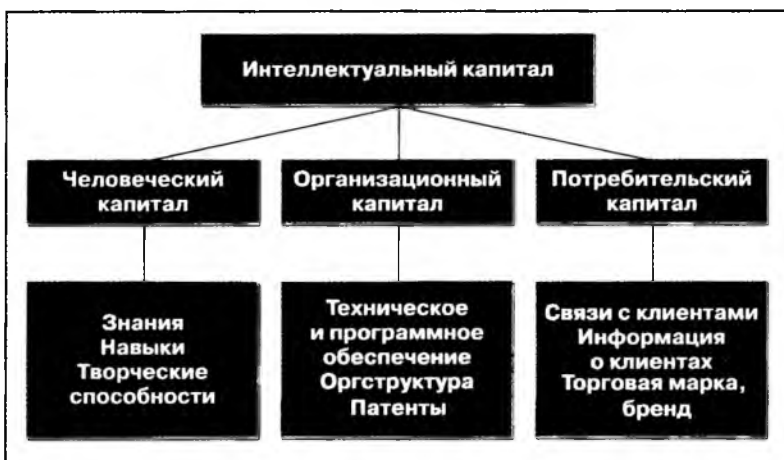 Интеллектуальный капитал
Человеческий
капитал
Организационный
капитал
Потребительский
капитал
Знания
Навыки
Творческие
способности
Техническое
и программное
обеспечение
Оргструктура
Патенты
Связи с клиентами
Информация
о клиентах
Торговая марка,
бренд